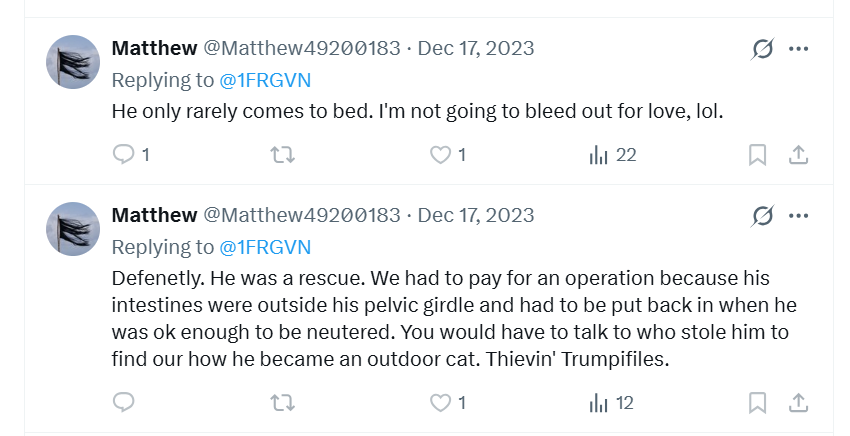 Matthew @Matthew49200183 · Dec 17, 2023
Replying to @1FRGVN
He only rarely comes to bed. I'm not going to bleed out for love, lol.
1 1 22
Matthew @Matthew49200183 · Dec 17, 2023
Replying to @1FRGVN
Defenetly. He was a rescue. We had to pay for an operation because his
intestines were outside his pelvic girdle and had to be put back in when he
was ok enough to be neutered. You would have to talk to who stole him to
find our how he became an outdoor cat. Thievin' Trumpifiles.
1 12